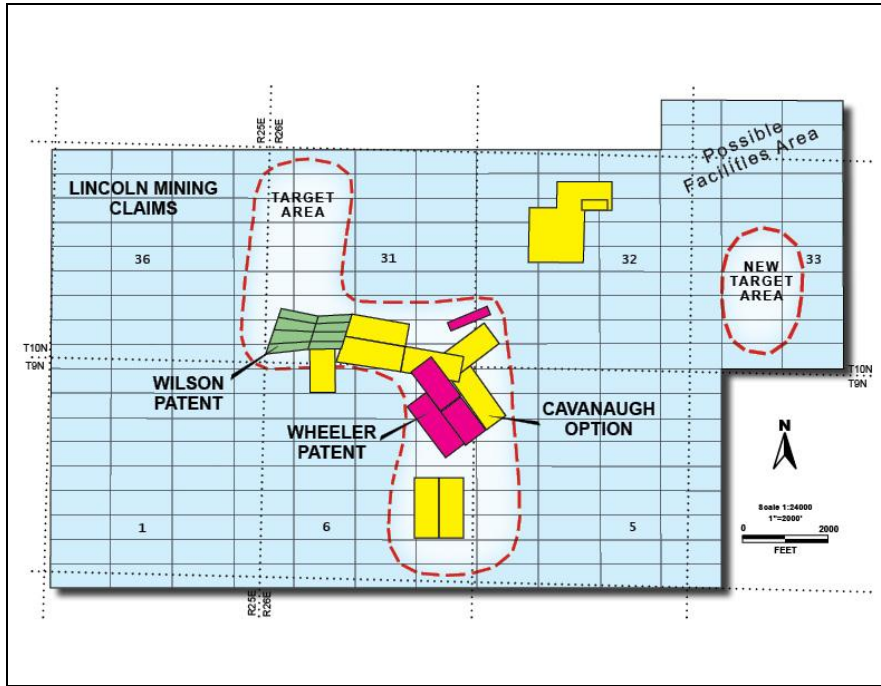 R25E
R26E
Possible
Facilities Area
LINCOLN MINING
CLAIMS
TARGET
AREA
36
31
32
33
NEW
TARGET
AREA
T10N
T9N
T10N
T9N
WILSON
PATENT
WHEELER
PATENT
CAVANAUGH
OPTION
N
1
6
5
Scale 1:24000
1"=2000'
0
2000
FEET
R25E
R26E